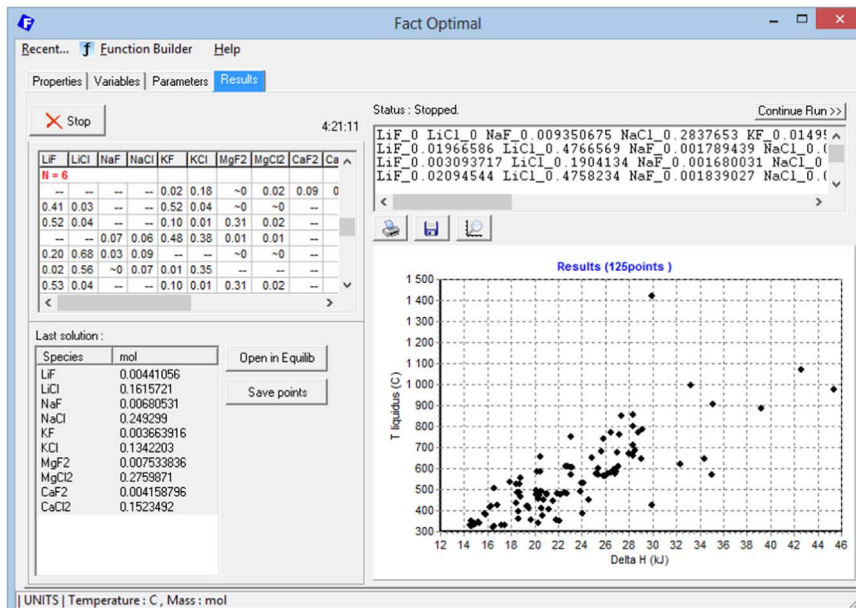 Fact Optimal
Recent... Function Builder Help
Properties Variables Parameters Results
Stop
4:21:11
LiF LiCl NaF NaCl KF KCl MgF2 MgCl2 CaF2 Ca
N = 6
-- -- -- -- 0.02 0.18 ~0 0.02 0.09 0
0.41 0.03 -- -- 0.52 0.04 ~0 ~0 --
0.52 0.04 -- -- 0.10 0.01 0.31 0.02 --
-- -- 0.07 0.06 0.48 0.38 0.01 0.01 --
0.20 0.68 0.03 0.09 -- -- ~0 ~0 --
0.02 0.56 ~0 0.07 0.01 0.35 -- -- --
0.53 0.04 -- -- 0.10 0.01 0.31 0.02 --
Last solution :
Species mol
LiF 0.00441056
LiCl 0.1615721
NaF 0.00680531
NaCl 0.249299
KF 0.003663916
KCl 0.1342203
MgF2 0.007533836
MgCl2 0.2759871
CaF2 0.004158796
CaCl2 0.1523492
Open in Equilib
Save points
Status : Stopped.
Continue Run >>
LiF_0 LiCl_0 NaF_0.009350675 NaCl_0.2837653 KF_0.0149
LiF_0.01966586 LiCl_0.4766569 NaF_0.001789439 NaCl_0.0
LiF_0.003093717 LiCl_0.1904134 NaF_0.001680031 NaCl_0
LiF_0.02094544 LiCl_0.4758234 NaF_0.001839027 NaCl_0.0
Results (125points )
T liquidus (C)
1 500
1 400
1 300
1 200
1 100
1 000
900
800
700
600
500
400
300
12 14 16 18 20 22 24 26 28 30 32 34 36 38 40 42 44 46
Delta H (kJ)
| UNITS | Temperature : C , Mass : mol